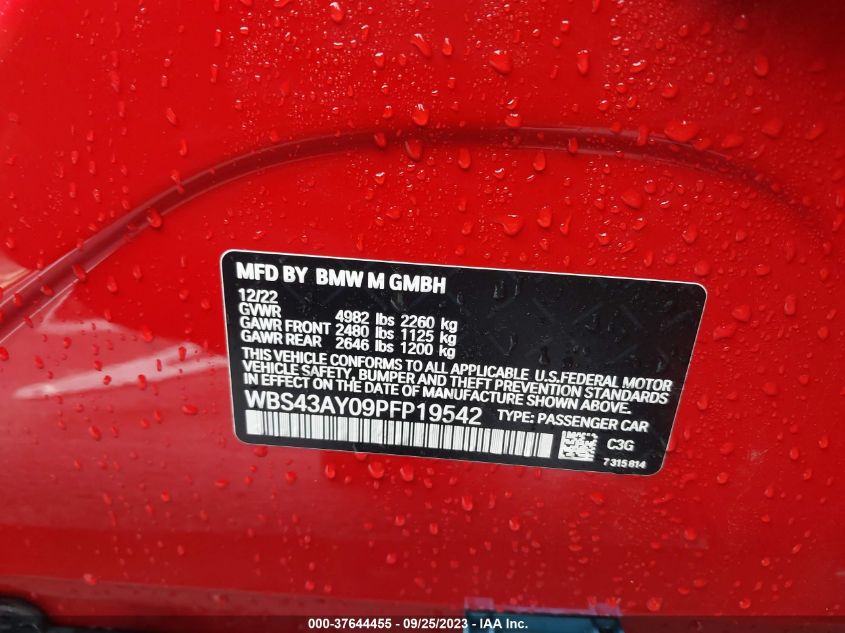 MFD BY BMW M GMBH
12/22
GVWR 4982 lbs 2260 kg
GAWR FRONT 2480 lbs 1125 kg
GAWR REAR 2646 lbs 1200 kg
THIS VEHICLE CONFORMS TO ALL APPLICABLE U.S.FEDERAL MOTOR
VEHICLE SAFETY, BUMPER AND THEFT PREVENTION STANDARDS
IN EFFECT ON THE DATE OF MANUFACTURE SHOWN ABOVE.
WBS43AY09PFP19542 TYPE: PASSENGER CAR
C3G
7315814
000-37644455 - 09/25/2023 - IAA Inc.